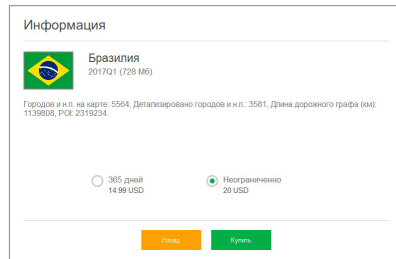 Информация
Бразилия
2017Q1 (728 Мб)
Городов и н.п. на карте: 5564, Детализировано городов и н.п.: 3581, Длина дорожного графа (км):
1139808, POI: 2319234.
365 дней
14.99 USD
Неограниченно
20 USD
Назад
Купить